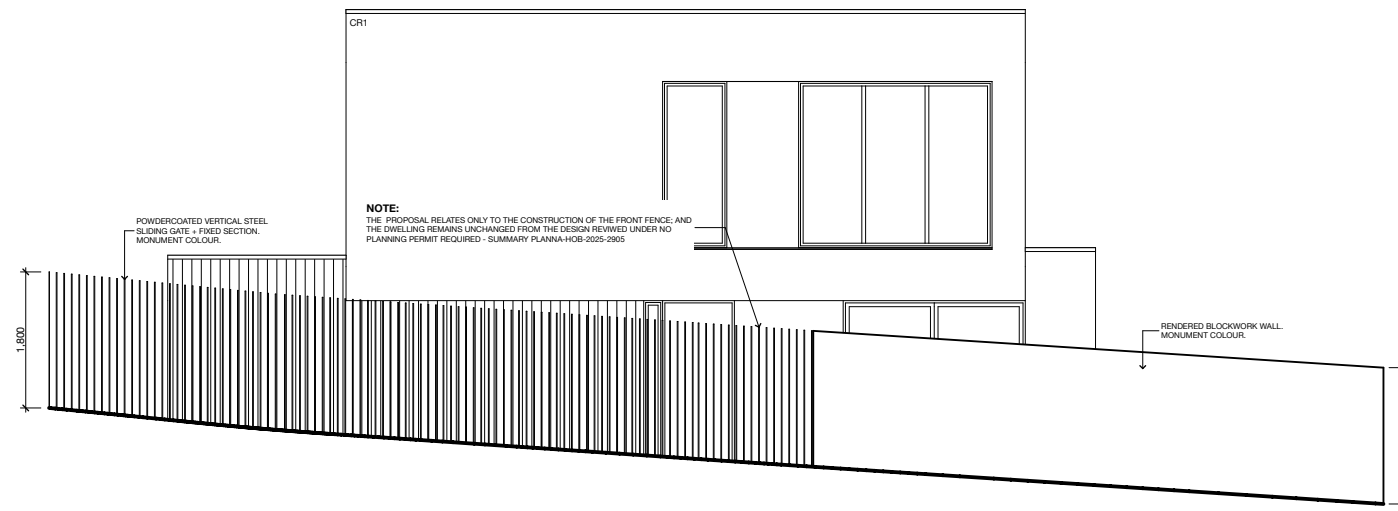 CR1
NOTE:
THE PROPOSAL RELATES ONLY TO THE CONSTRUCTION OF THE FRONT FENCE; AND
THE DWELLING REMAINS UNCHANGED FROM THE DESIGN REVIWED UNDER NO
PLANNING PERMIT REQUIRED - SUMMARY PLANNA-HOB-2025-2905
POWDERCOATED VERTICAL STEEL
SLIDING GATE + FIXED SECTION.
MONUMENT COLOUR.
1.800
RENDERED BLOCKWORK WALL.
MONUMENT COLOUR.